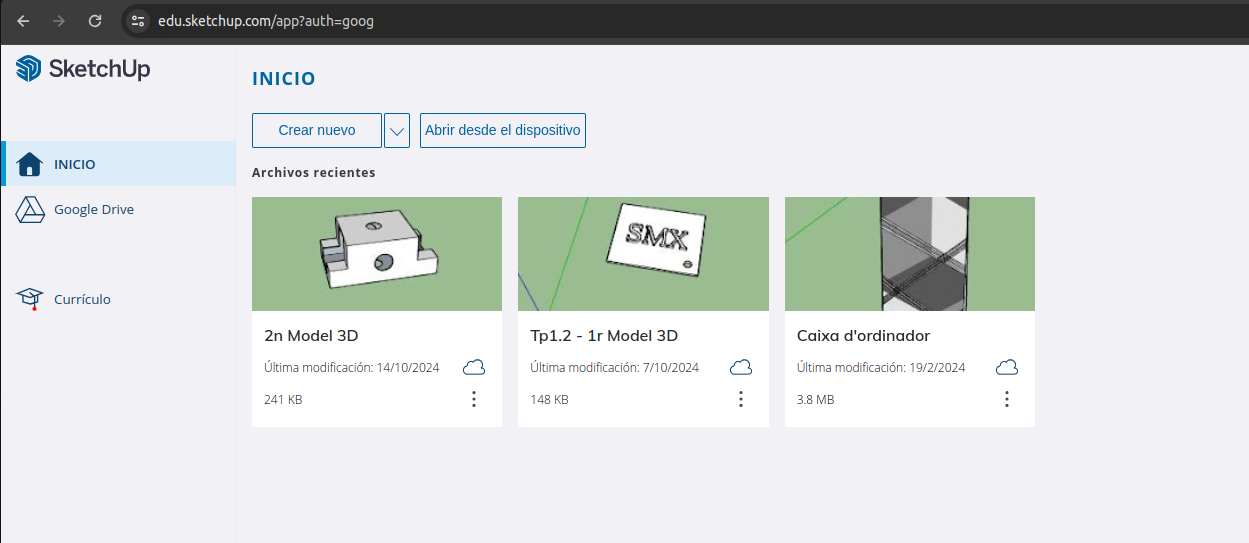 edu.sketchup.com/app?auth=goog
SketchUp
INICIO
Google Drive
Currículo
INICIO
Crear nuevo
Abrir desde el dispositivo
Archivos recientes
SMX
2n Model 3D
Última modificación: 14/10/2024
241 KB
Tp1.2 - 1r Model 3D
Última modificación: 7/10/2024
148 KB
Caixa d'ordinador
Última modificación: 19/2/2024
3.8 MB